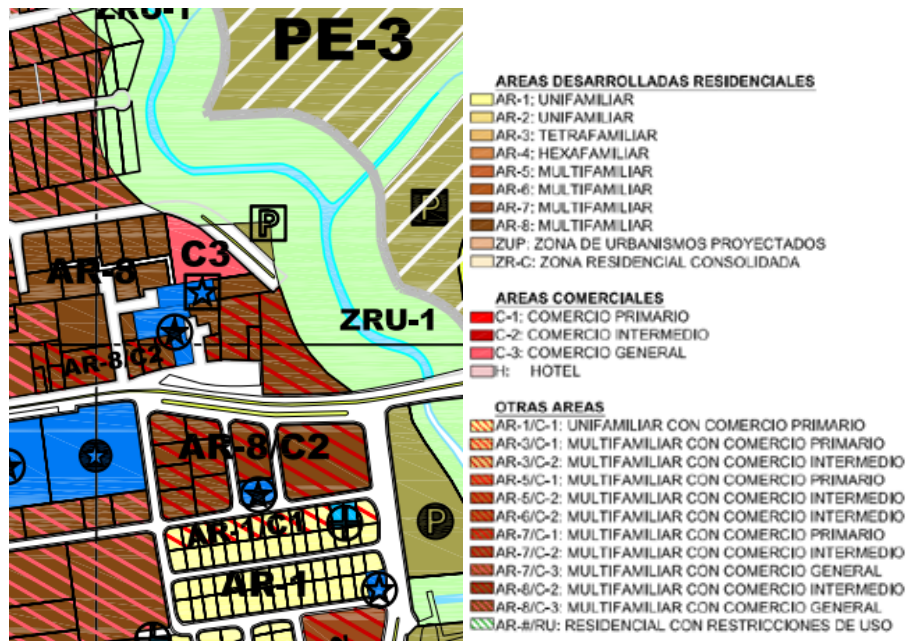 ZRU-1
PE-3
P
P
C3
AR-8
ZRU-1
AR-8/C2
AR-8/C2
P
AR-1/C1
AR-1
AREAS DESARROLLADAS RESIDENCIALES
AR-1: UNIFAMILIAR
AR-2: UNIFAMILIAR
AR-3: TETRAFAMILIAR
AR-4: HEXAFAMILIAR
AR-5: MULTIFAMILIAR
AR-6: MULTIFAMILIAR
AR-7: MULTIFAMILIAR
AR-8: MULTIFAMILIAR
ZUP: ZONA DE URBANISMOS PROYECTADOS
ZR-C: ZONA RESIDENCIAL CONSOLIDADA
AREAS COMERCIALES
C-1: COMERCIO PRIMARIO
C-2: COMERCIO INTERMEDIO
C-3: COMERCIO GENERAL
H: HOTEL
OTRAS AREAS
AR-1/C-1: UNIFAMILIAR CON COMERCIO PRIMARIO
AR-3/C-1: MULTIFAMILIAR CON COMERCIO PRIMARIO
AR-3/C-2: MULTIFAMILIAR CON COMERCIO INTERMEDIO
AR-5/C-1: MULTIFAMILIAR CON COMERCIO PRIMARIO
AR-5/C-2: MULTIFAMILIAR CON COMERCIO INTERMEDIO
AR-6/C-2: MULTIFAMILIAR CON COMERCIO INTERMEDIO
AR-7/C-1: MULTIFAMILIAR CON COMERCIO PRIMARIO
AR-7/C-2: MULTIFAMILIAR CON COMERCIO INTERMEDIO
AR-7/C-3: MULTIFAMILIAR CON COMERCIO GENERAL
AR-8/C-2: MULTIFAMILIAR CON COMERCIO INTERMEDIO
AR-8/C-3: MULTIFAMILIAR CON COMERCIO GENERAL
AR-#/RU: RESIDENCIAL CON RESTRICCIONES DE USO